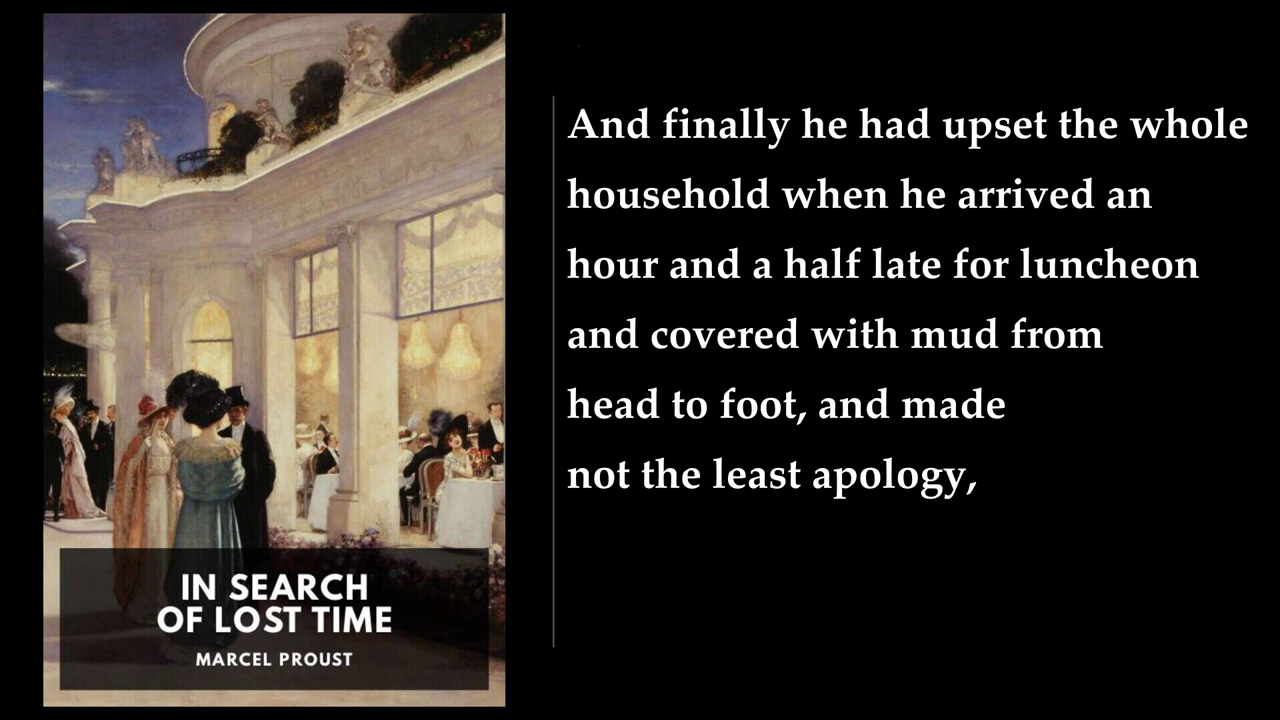 And finally he had upset the whole
household when he arrived an
hour and a half late for luncheon
and covered with mud from
head to foot, and made
not the least apology,
IN SEARCH
OF LOST TIME
MARCEL PROUST